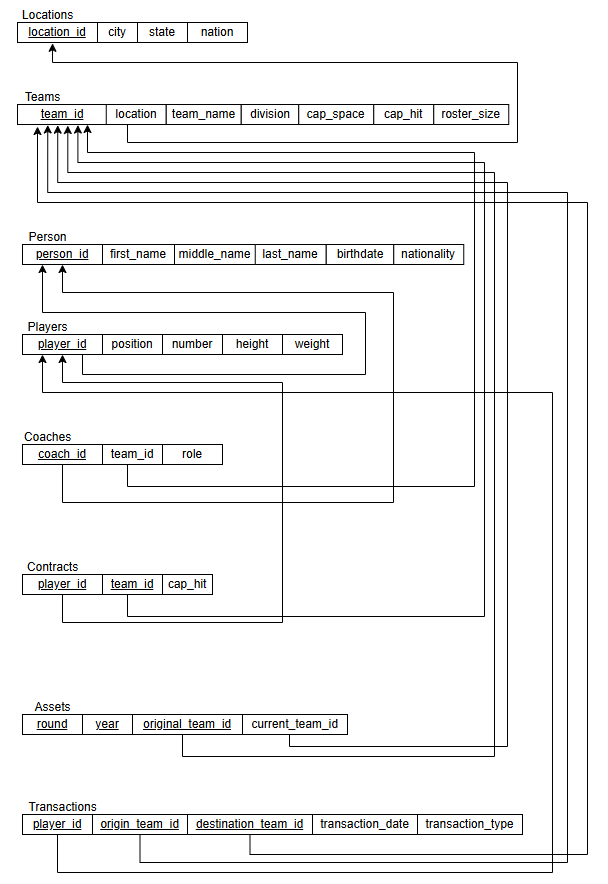 Locations
location_id city state nation
Teams
team_id location team_name division cap_space cap_hit roster_size
Person
person_id first_name middle_name last_name birthdate nationality
Players
player_id position number height weight
Coaches
coach_id team_id role
Contracts
player_id team_id cap_hit
Assets
round year original_team_id current_team_id
Transactions
player_id origin_team_id destination_team_id transaction_date transaction_type